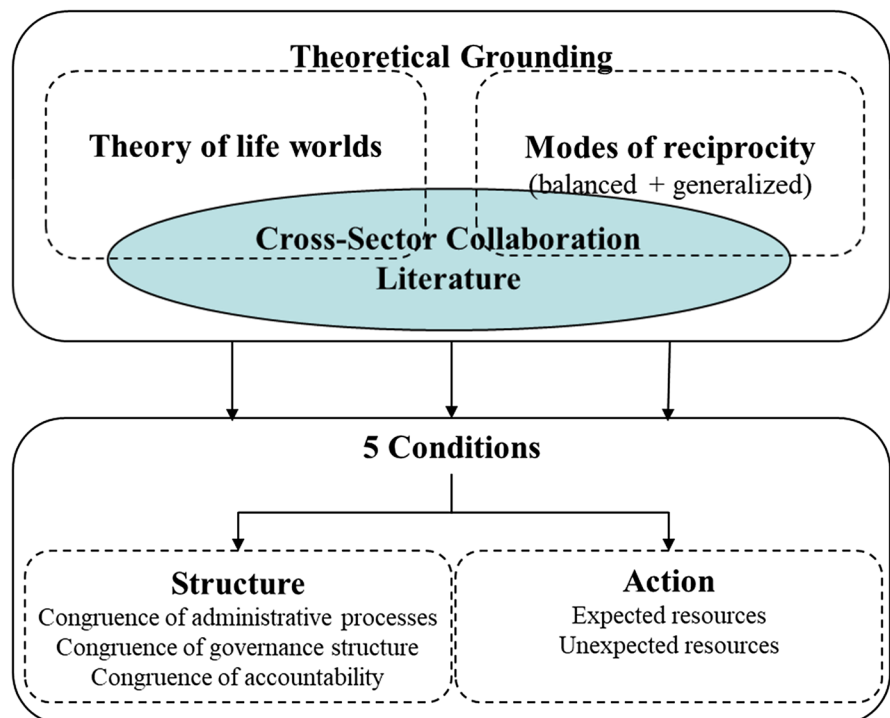 Theoretical Grounding
Theory of life worlds
Modes of reciprocity
(balanced + generalized)
Cross-Sector Collaboration
Literature
5 Conditions
Structure
Congruence of administrative processes
Congruence of governance structure
Congruence of accountability
Action
Expected resources
Unexpected resources